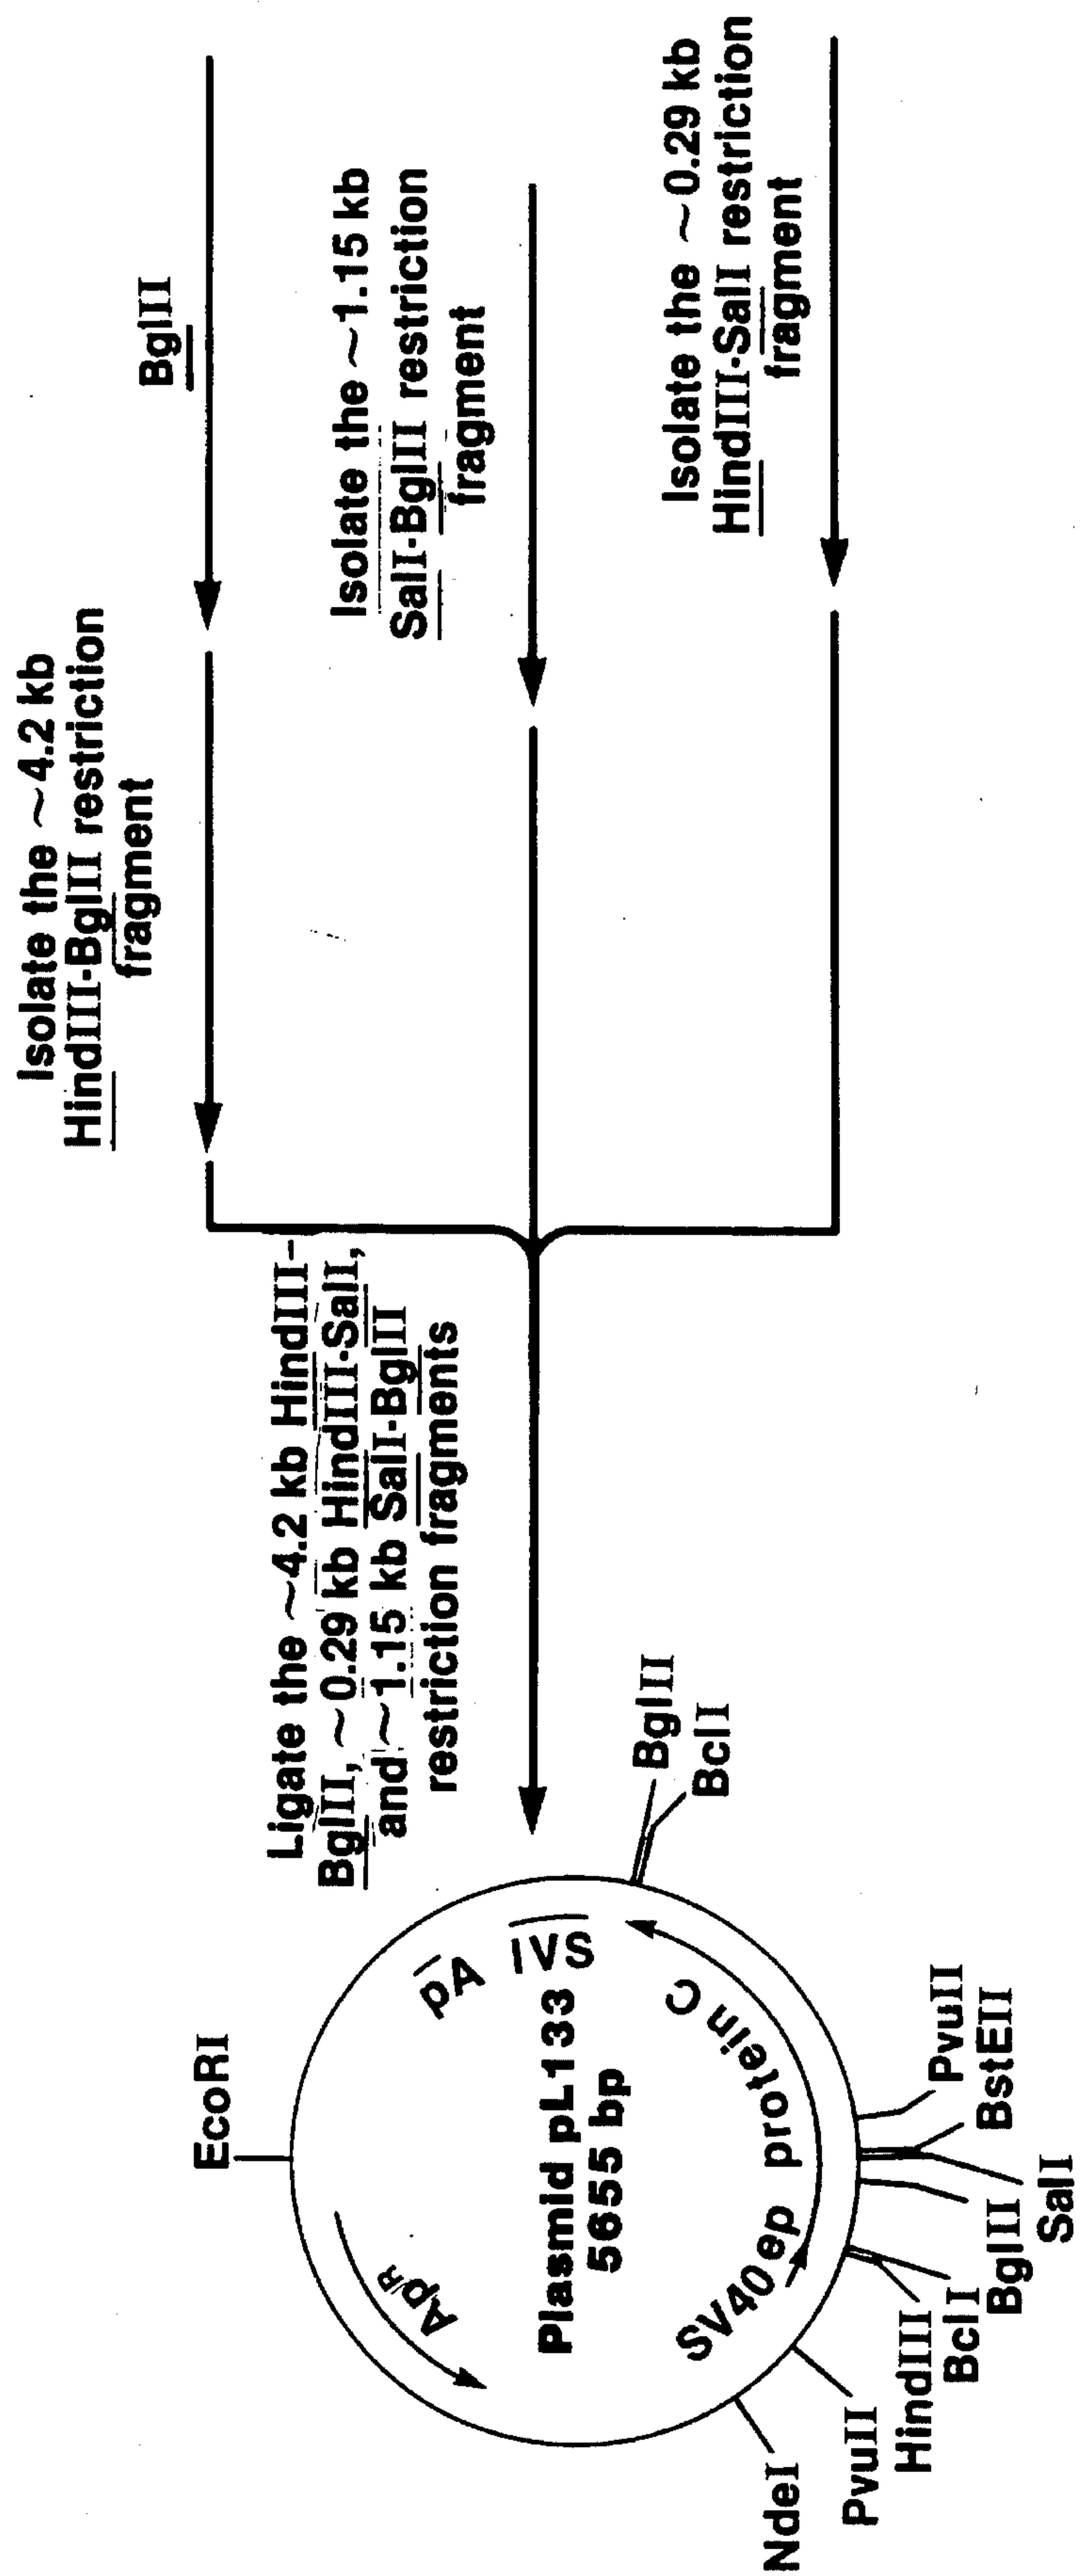 BglII
Isolate the ~4.2 kb
HindIII-BglII restriction
fragment
Isolate the ~1.15 kb
SalI-BglII restriction
fragment
Isolate the ~0.29 kb
HindIII-SalI restriction
fragment
Ligate the ~4.2 kb HindIII-
BglII, ~0.29 kb HindIII-SalI,
and ~1.15 kb SalI-BglII
restriction fragments
EcoRI
BglII
BclI
PvuII
BstEII
SalI
BglII
BclI
HindIII
PvuII
NdeI
ApR
pA
IVS
protein C
SV40ep
Plasmid pL133
5655 bp